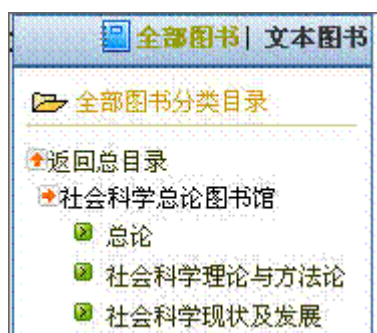 全部图书| 文本图书
全部图书分类目录
返回总目录
社会科学总论图书馆
总论
社会科学理论与方法论
社会科学现状及发展